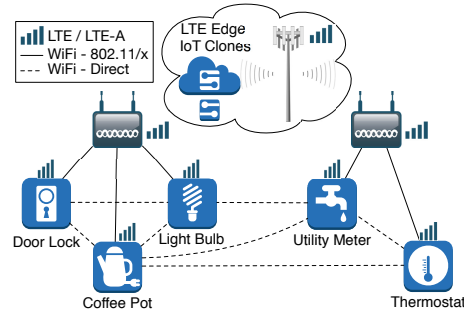 LTE / LTE-A
WiFi - 802.11/x
WiFi - Direct
LTE Edge
IoT Clones
Door Lock
Light Bulb
Utility Meter
Coffee Pot
Thermostat